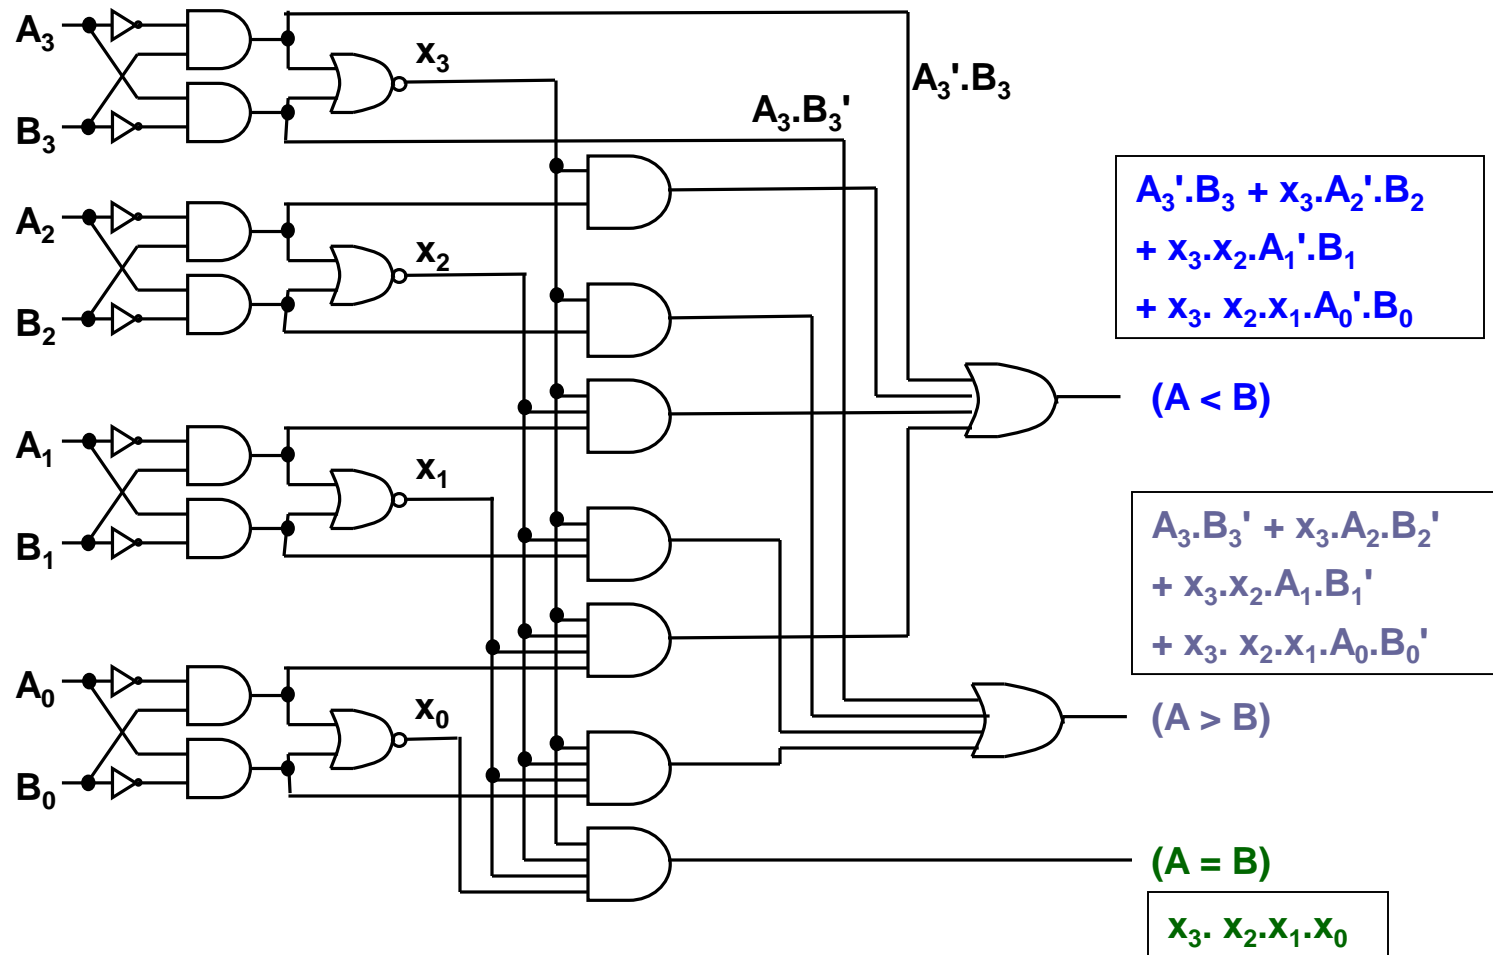 A₃
x₃
A₃'.B₃
A₃.B₃'
B₃
A₃'.B₃ + x₃.A₂'.B₂
+ x₃.x₂.A₁'.B₁
+ x₃. x₂.x₁.A₀'.B₀
A₂
x₂
B₂
(A < B)
A₁
x₁
B₁
A₃.B₃' + x₃.A₂.B₂'
+ x₃.x₂.A₁.B₁'
+ x₃. x₂.x₁.A₀.B₀'
A₀
x₀
(A > B)
B₀
(A = B)
x₃. x₂.x₁.x₀